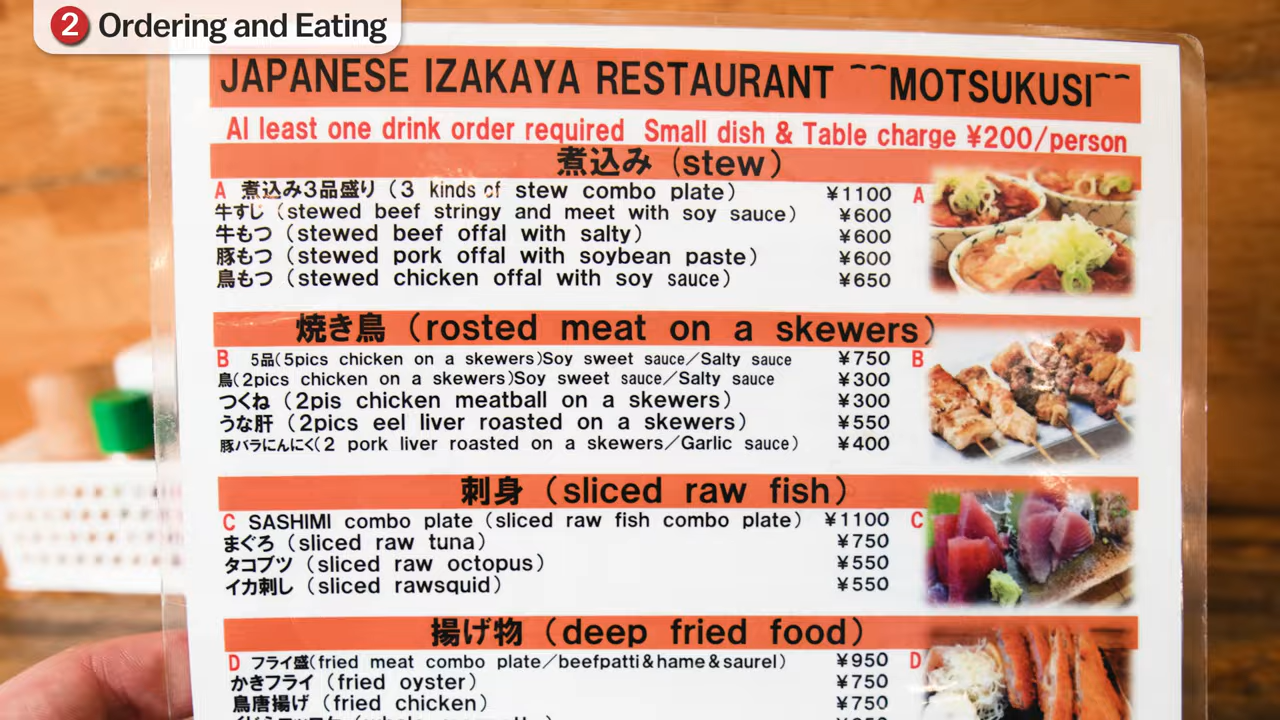 2 Ordering and Eating
JAPANESE IZAKAYA RESTAURANT ~~MOTSUKUSI~~
Al least one drink order required Small dish & Table charge ¥200/person
煮込み (stew)
A 煮込み3品盛り (3 kinds of stew combo plate) ¥1100 A
牛すじ (stewed beef stringy and meet with soy sauce) ¥600
牛もつ (stewed beef offal with salty) ¥600
豚もつ (stewed pork offal with soybean paste) ¥600
鳥もつ (stewed chicken offal with soy sauce) ¥650
焼き鳥 (rosted meat on a skewers)
B 5品(5pics chicken on a skewers)Soy sweet sauce/Salty sauce ¥750 B
鳥(2pics chicken on a skewers)Soy sweet sauce/Salty sauce ¥300
つくね (2pis chicken meatball on a skewers) ¥300
うな肝 (2pics eel liver roasted on a skewers) ¥550
豚バラにんにく(2 pork liver roasted on a skewers/Garlic sauce) ¥400
刺身 (sliced raw fish)
C SASHIMI combo plate (sliced raw fish combo plate) ¥1100 C
まぐろ (sliced raw tuna) ¥750
タコブツ (sliced raw octopus) ¥550
イカ刺し (sliced rawsquid) ¥550
揚げ物 (deep fried food)
D フライ盛(fried meat combo plate/beefpatti&hame&saurel) ¥950 D
かきフライ (fried oyster) ¥750
鳥唐揚げ (fried chicken) ¥750